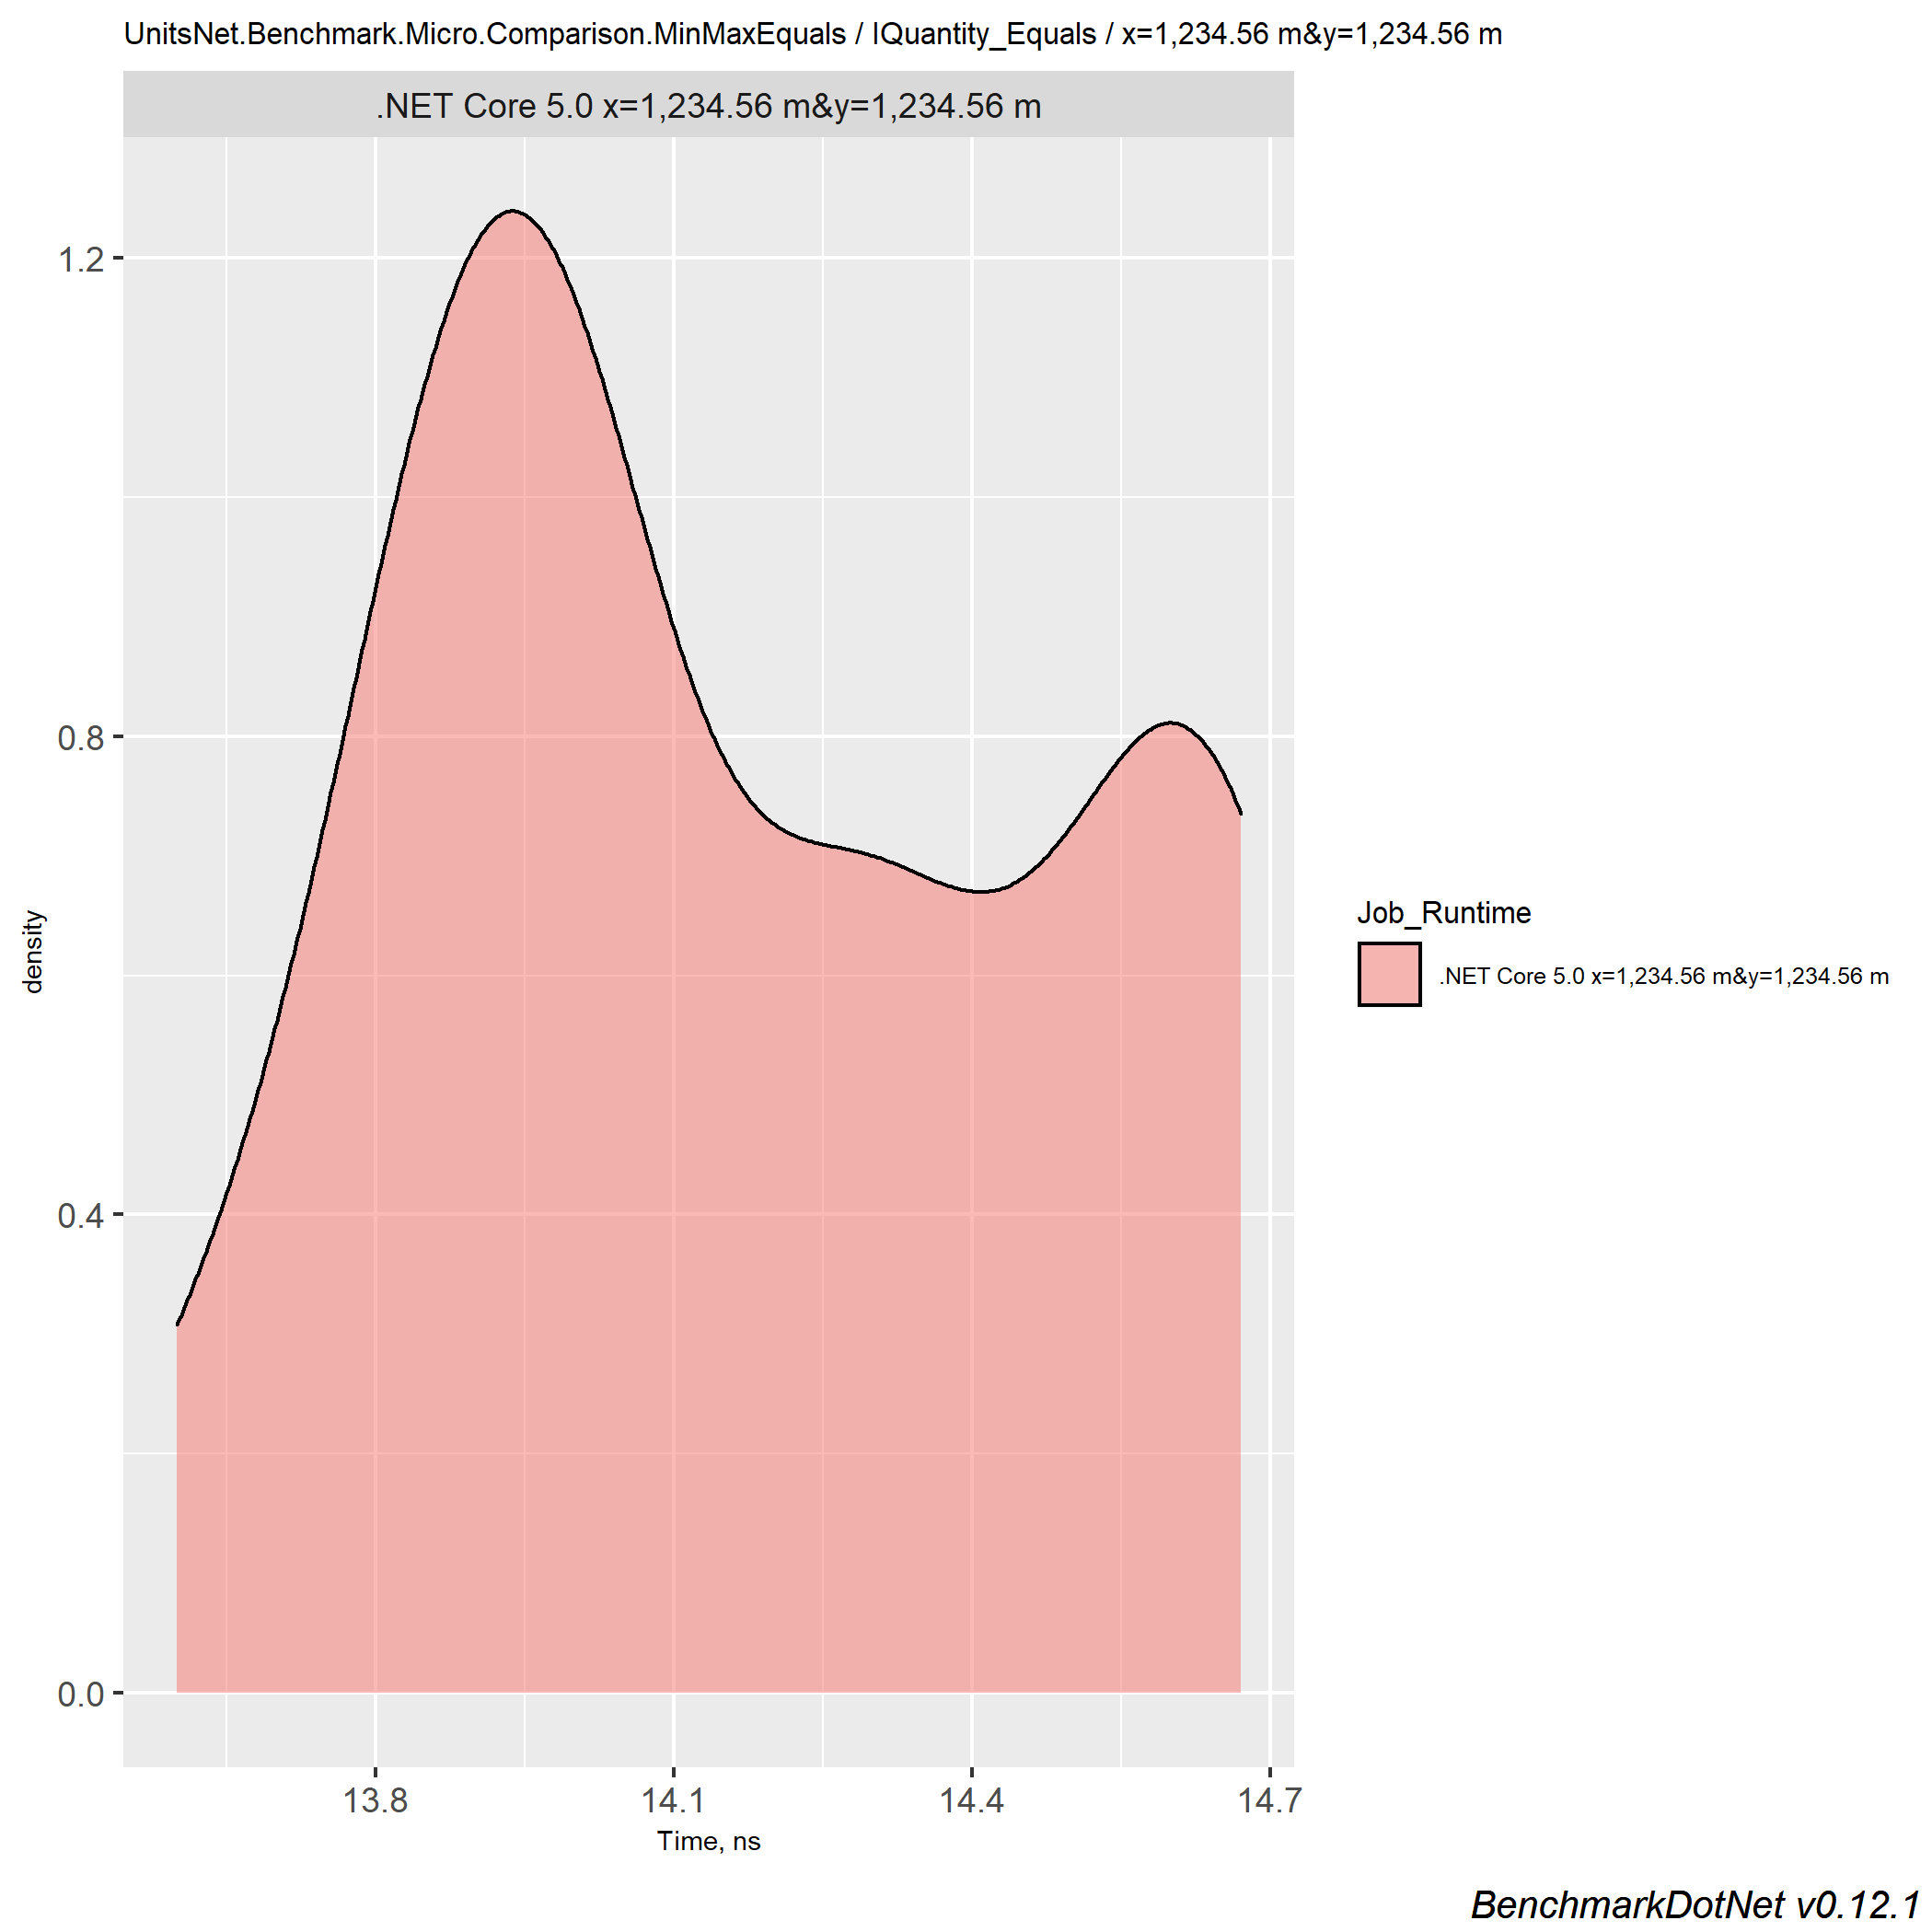 UnitsNet.Benchmark.Micro.Comparison.MinMaxEquals / IQuantity_Equals / x=1,234.56 m&y=1,234.56 m
.NET Core 5.0 x=1,234.56 m&y=1,234.56 m
1.2
0.8
0.4
0.0
density
13.8
14.1
14.4
14.7
Time, ns
Job_Runtime
.NET Core 5.0 x=1,234.56 m&y=1,234.56 m
BenchmarkDotNet v0.12.1